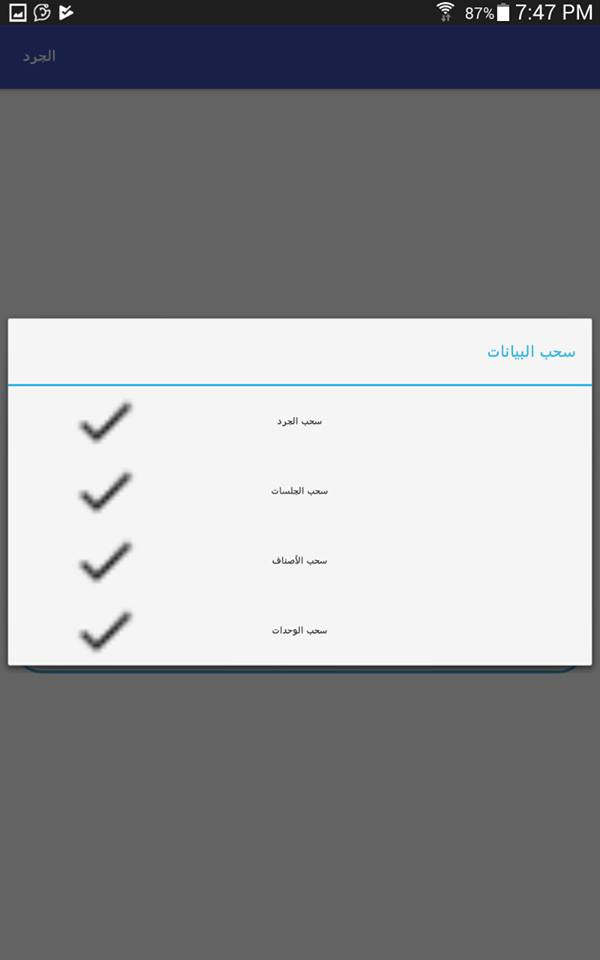 87% 7:47 PM
الجرد
سحب البيانات
سحب الجرد
سحب الجلسات
سحب الأصناف
سحب الوحدات